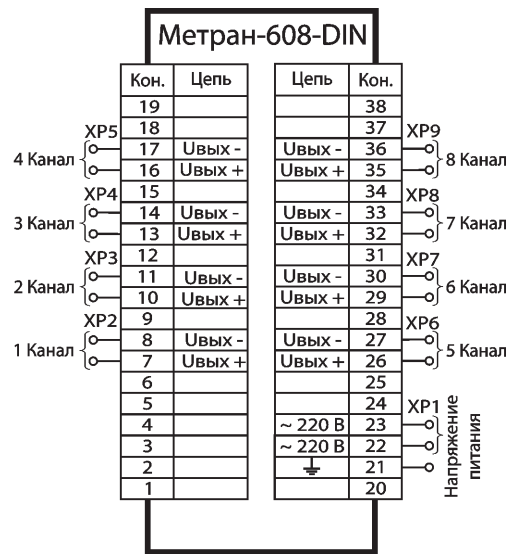 Метран-608-DIN
Кон. Цепь Цепь Кон.
19 38
XP5 18 37 XP9
17 Uвых - Uвых - 36
4 Канал 8 Канал
16 Uвых + Uвых + 35
XP4 15 34 XP8
14 Uвых - Uвых - 33
3 Канал 7 Канал
13 Uвых + Uвых + 32
XP3 12 31 XP7
11 Uвых - Uвых - 30
2 Канал 6 Канал
10 Uвых + Uвых + 29
XP2 9 28 XP6
8 Uвых - Uвых - 27
1 Канал 5 Канал
7 Uвых + Uвых + 26
6 25
5 24 XP1
4 ~ 220 В 23
3 ~ 220 В 22
2 21
1 20
Напряжение
питания